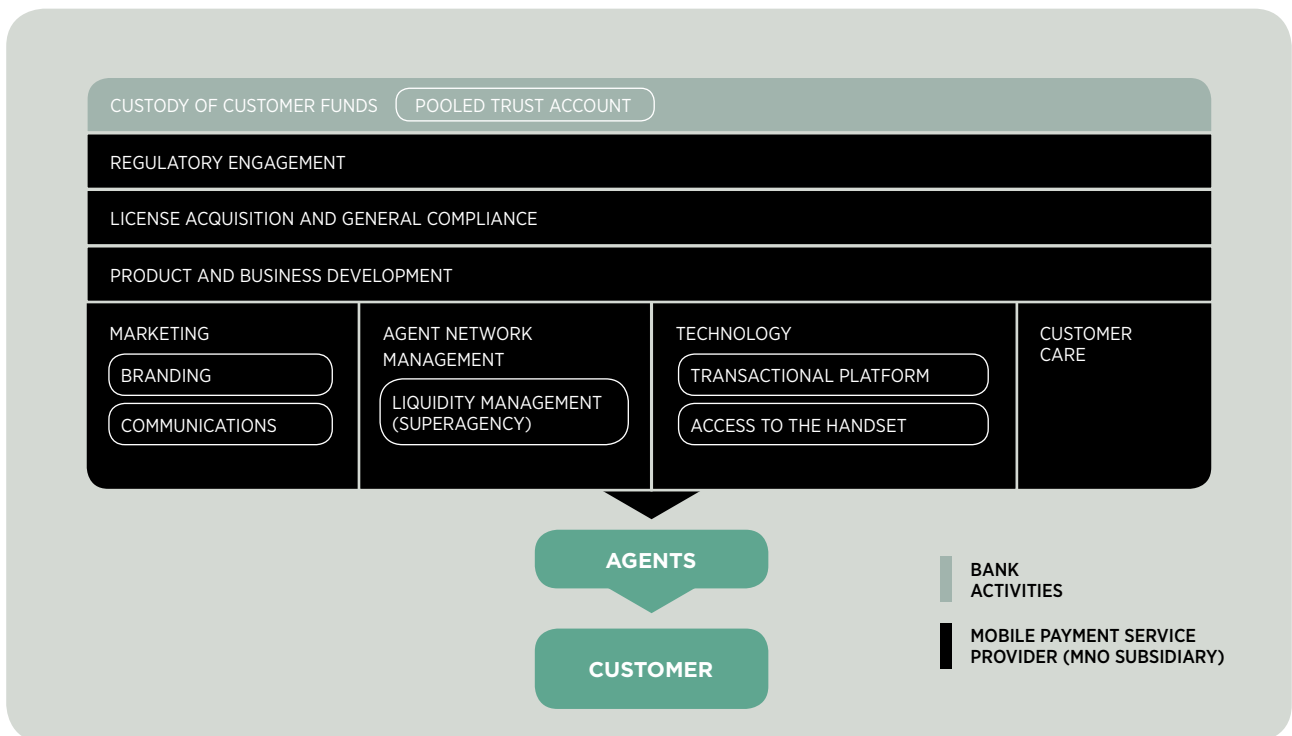 CUSTODY OF CUSTOMER FUNDS POOLED TRUST ACCOUNT
REGULATORY ENGAGEMENT
LICENSE ACQUISITION AND GENERAL COMPLIANCE
PRODUCT AND BUSINESS DEVELOPMENT
MARKETING
BRANDING
COMMUNICATIONS
AGENT NETWORK
MANAGEMENT
LIQUIDITY MANAGEMENT
(SUPERAGENCY)
TECHNOLOGY
TRANSACTIONAL PLATFORM
ACCESS TO THE HANDSET
CUSTOMER
CARE
AGENTS
CUSTOMER
BANK
ACTIVITIES
MOBILE PAYMENT SERVICE
PROVIDER (MNO SUBSIDIARY)